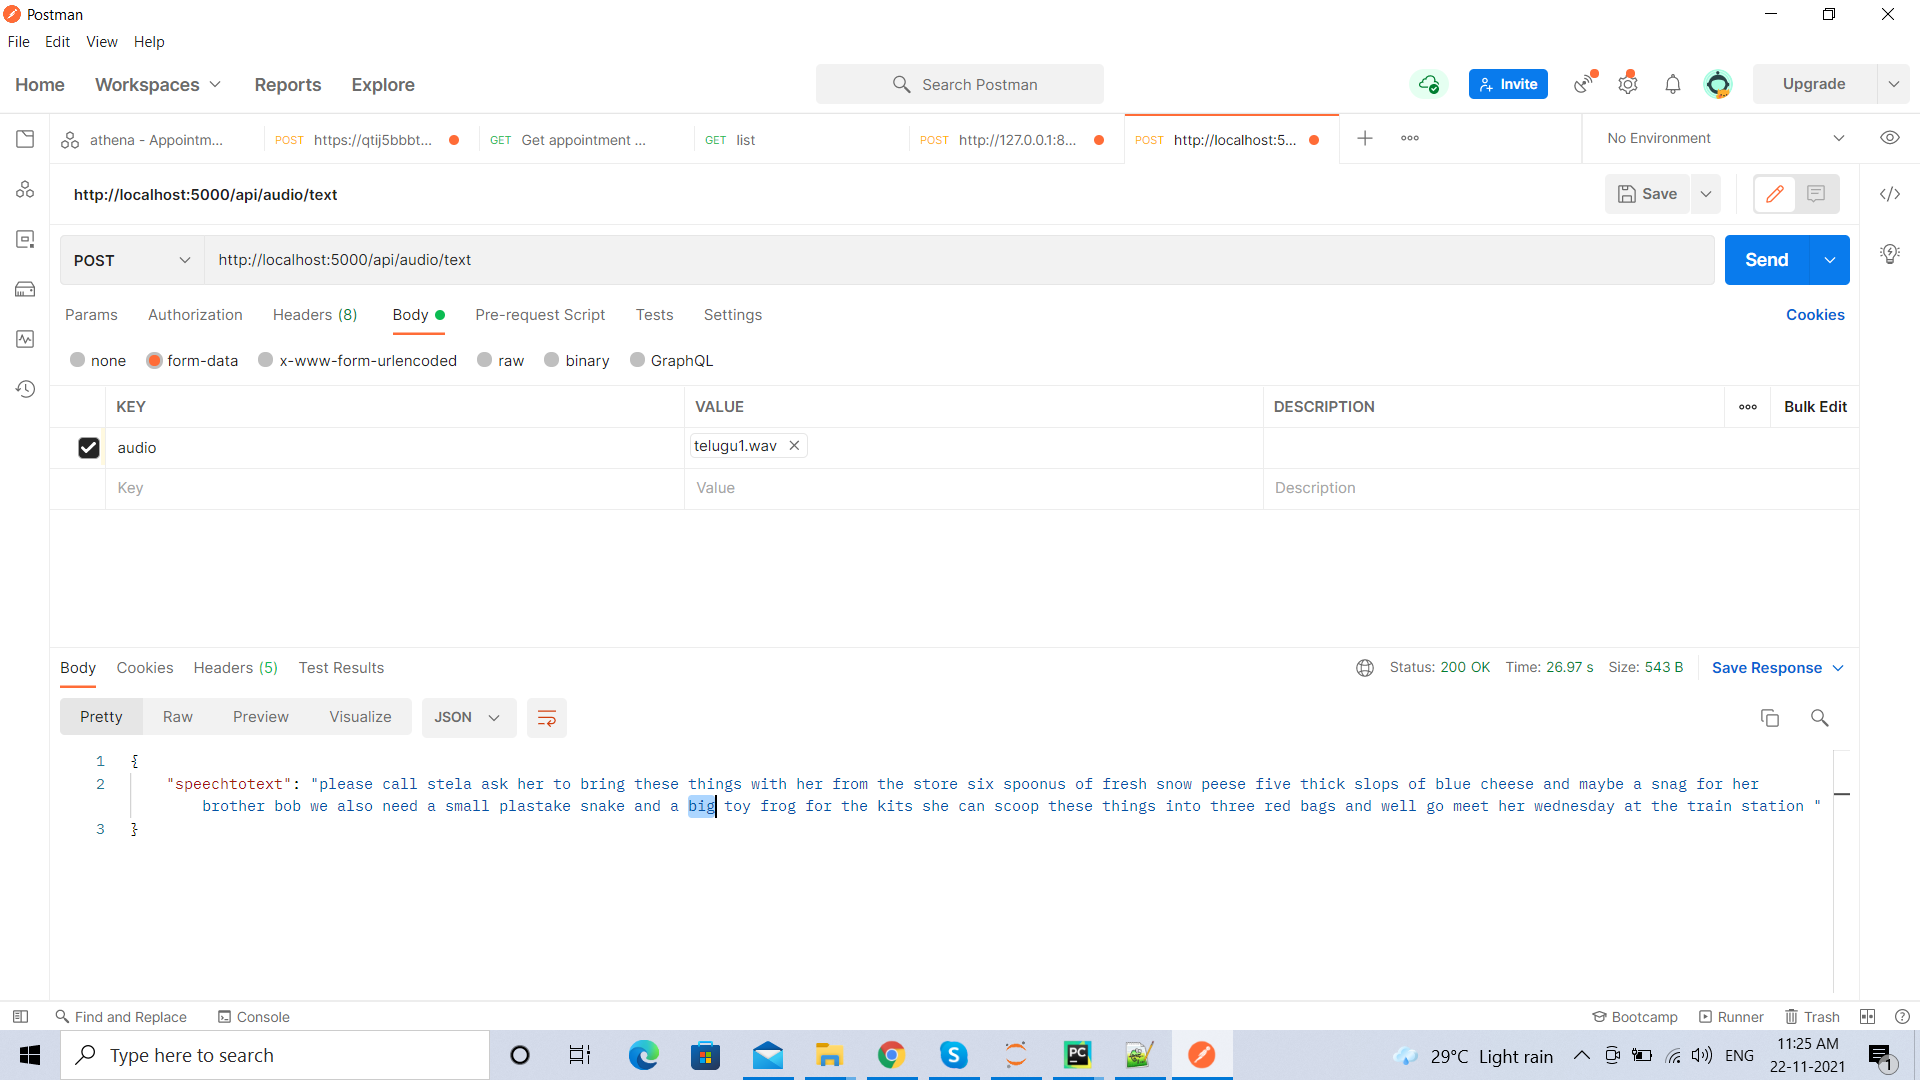 Postman
File Edit View Help
Home Workspaces Reports Explore Search Postman Invite Upgrade
athena - Appointm... POST https://qtij5bbbt... GET Get appointment ... GET list POST http://127.0.0.1:8... POST http://localhost:5... No Environment
http://localhost:5000/api/audio/text Save
POST http://localhost:5000/api/audio/text Send
Params Authorization Headers (8) Body Pre-request Script Tests Settings Cookies
none form-data x-www-form-urlencoded raw binary GraphQL
KEY VALUE DESCRIPTION Bulk Edit
audio telugu1.wav
Key Value Description
Body Cookies Headers (5) Test Results Status: 200 OK Time: 26.97 s Size: 543 B Save Response
Pretty Raw Preview Visualize JSON
1 {
2 "speechtotext": "please call stela ask her to bring these things with her from the store six spoonus of fresh snow peese five thick slops of blue cheese and maybe a snag for her
brother bob we also need a small plastake snake and a big toy frog for the kits she can scoop these things into three red bags and well go meet her wednesday at the train station "
3 }
Find and Replace Console Bootcamp Runner Trash
Type here to search PC 29°C Light rain ENG 11:25 AM
22-11-2021 1